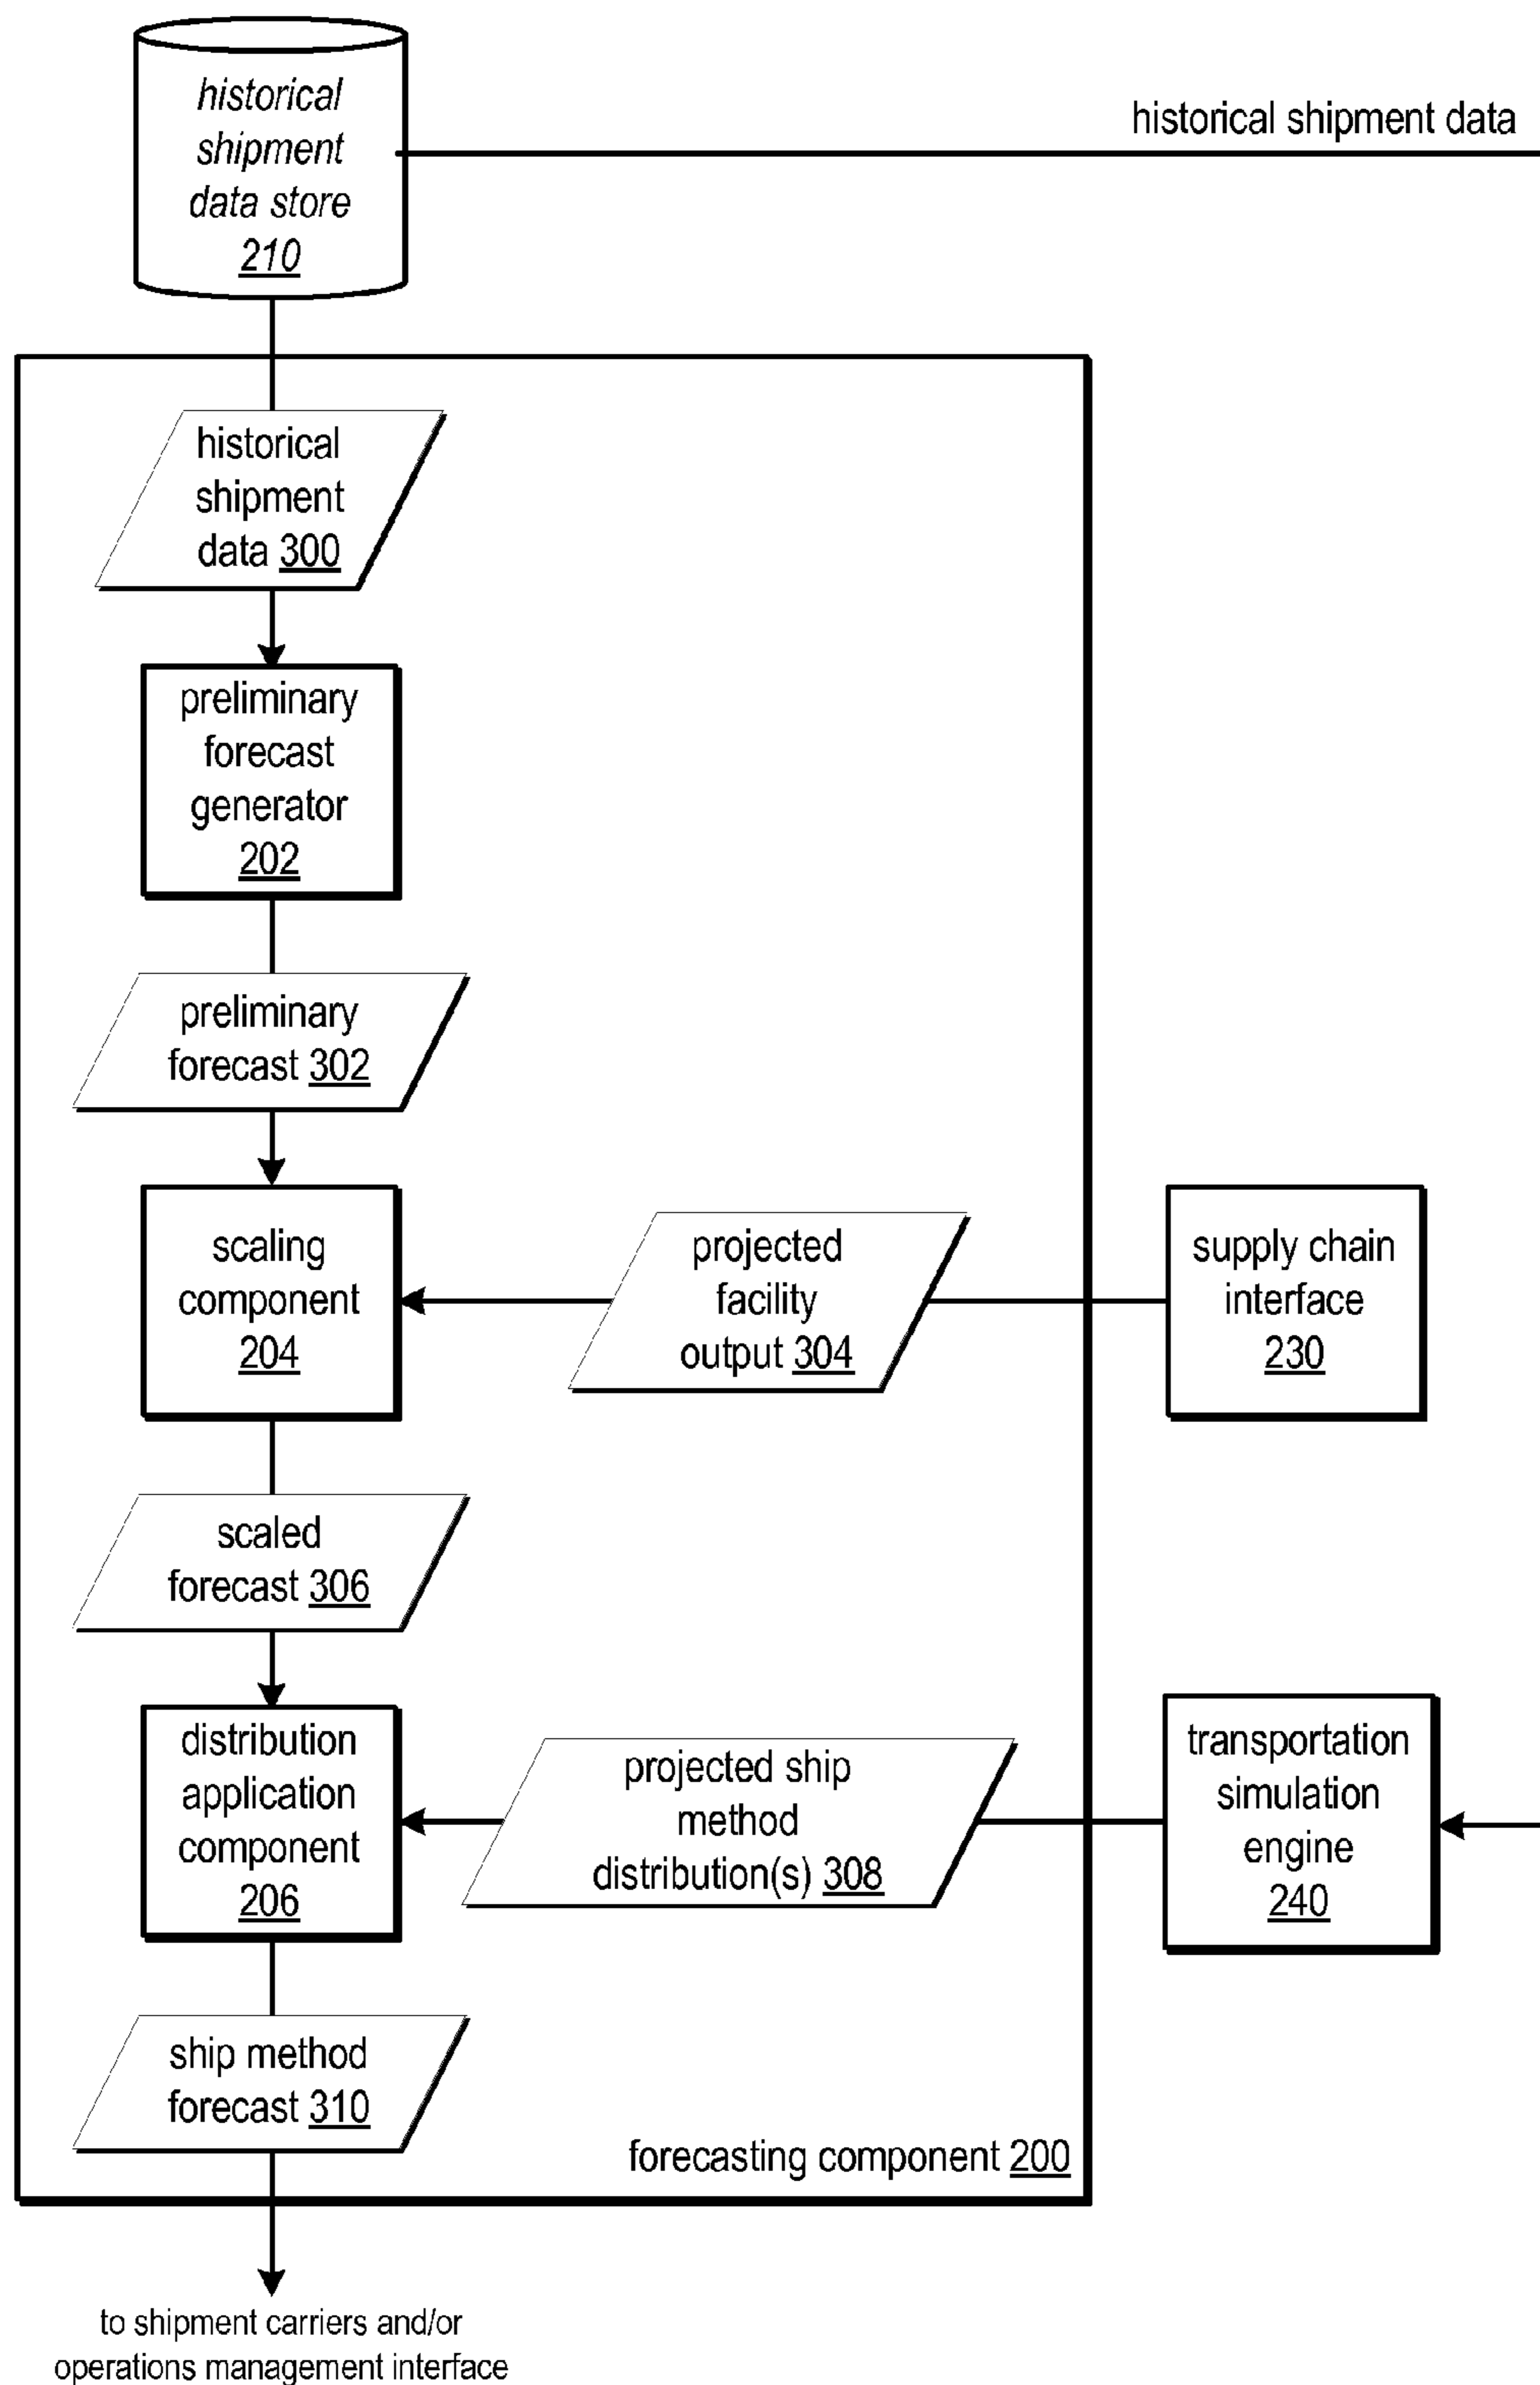 historical
shipment
data store
210
historical shipment data
historical
shipment
data 300
preliminary
forecast
generator
202
preliminary
forecast 302
scaling
component
204
projected
facility
output 304
supply chain
interface
230
scaled
forecast 306
distribution
application
component
206
projected ship
method
distribution(s) 308
transportation
simulation
engine
240
ship method
forecast 310
forecasting component 200
to shipment carriers and/or
operations management interface